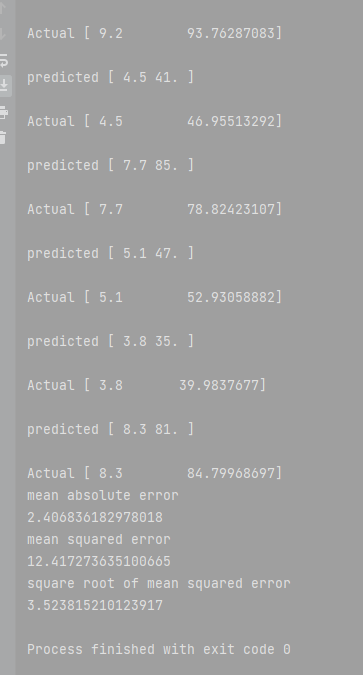 Actual [ 9.2        93.76287083]
predicted [ 4.5 41. ]
Actual [ 4.5        46.95513292]
predicted [ 7.7 85. ]
Actual [ 7.7        78.82423107]
predicted [ 5.1 47. ]
Actual [ 5.1        52.93058882]
predicted [ 3.8 35. ]
Actual [ 3.8       39.9837677]
predicted [ 8.3 81. ]
Actual [ 8.3        84.79968697]
mean absolute error
2.406836182978018
mean squared error
12.417273635100665
square root of mean squared error
3.523815210123917
Process finished with exit code 0